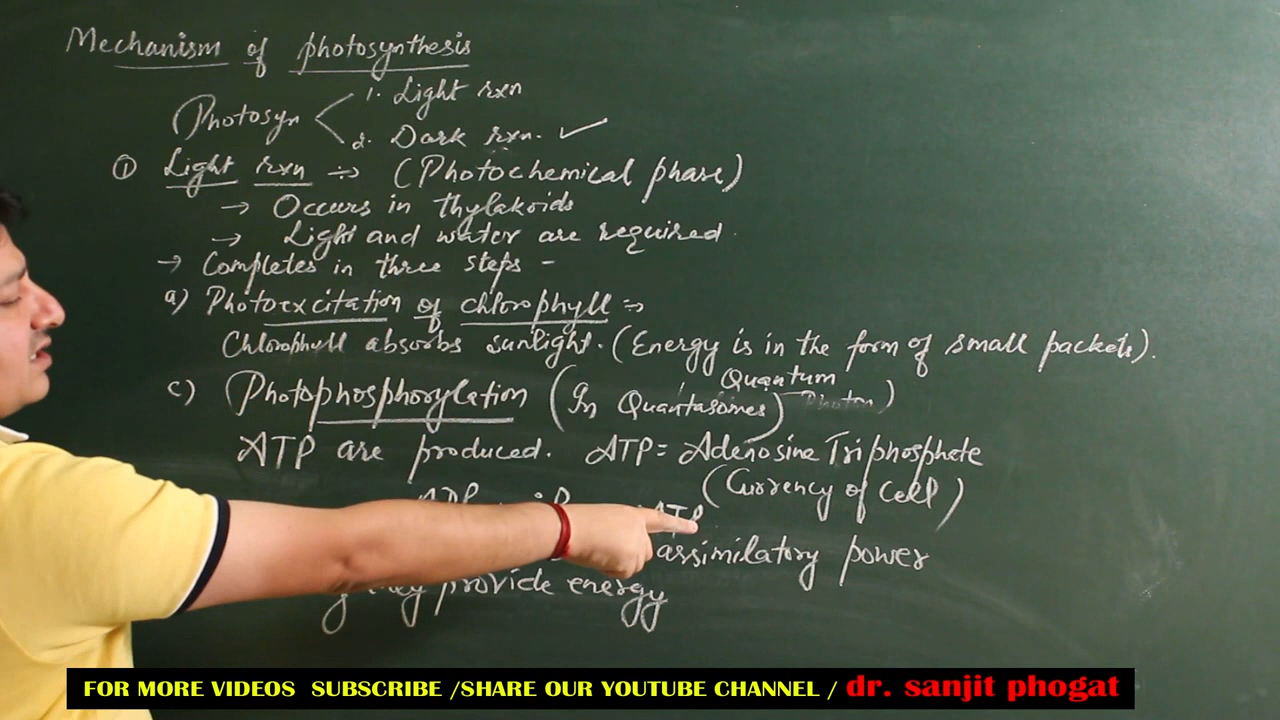 Mechanism of photosynthesis
Photosyn
1. Light rxn
2. Dark rxn. ✓
① Light rxn ÷> (Photochemical phase)
→ Occurs in thylakoids
→ Light and water are required.
→ Completes in three steps -
a) Photoexcitation of chlorophyll =>
Chlorophyll absorbs sunlight. (Energy is in the form of small packets).
Quantum
c) Photophosphorylation (In Quantasomes) Photon)
ATP are produced. ATP = Adenosine Triphosphate
(Currency of Cell)
ADP ATP
assimilatory power
they provide energy
FOR MORE VIDEOS SUBSCRIBE /SHARE OUR YOUTUBE CHANNEL / dr. sanjit phogat